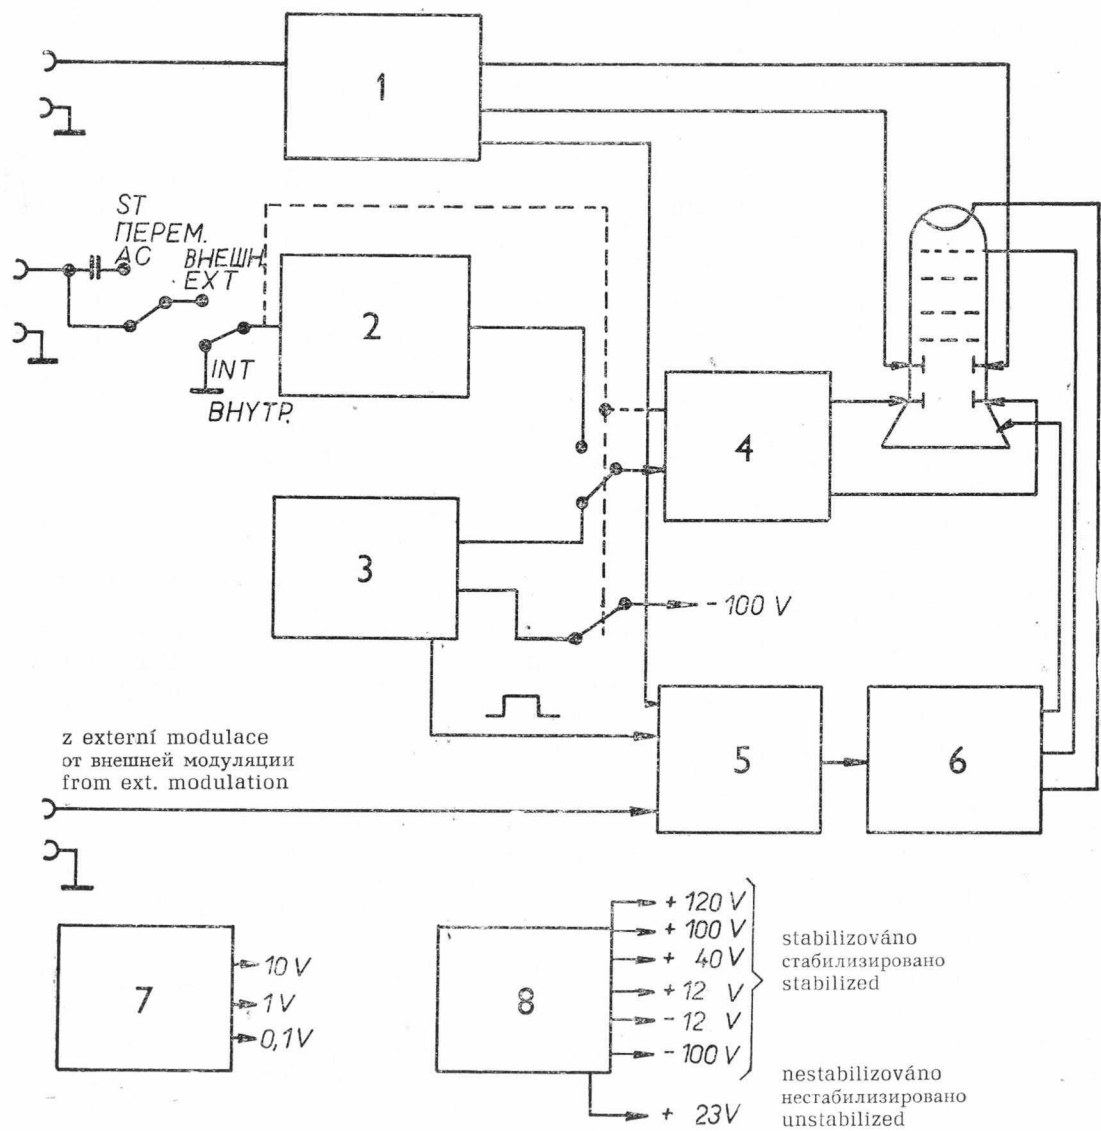 1
ST
ПЕРЕМ.
AC
ВНЕШН.
EXT
2
INT
ВНУТР.
4
3
- 100 V
z externí modulace
от внешней модуляции
from ext. modulation
5
6
7
10 V
1 V
0,1 V
8
+ 120 V
+ 100 V
+ 40 V
+ 12 V
- 12 V
- 100 V
stabilizováno
стабилизировано
stabilized
+ 23 V
nestabilizováno
нестабилизировано
unstabilized